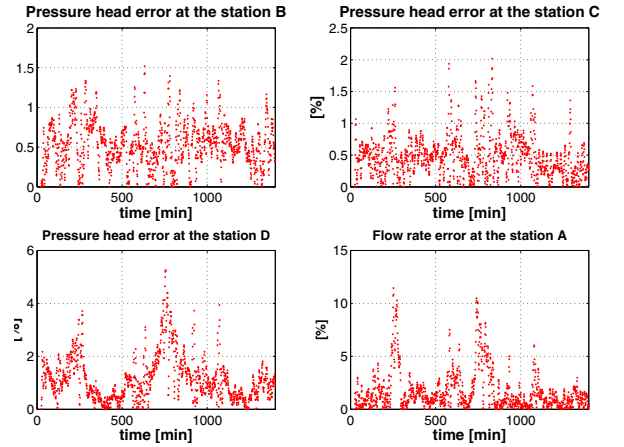 Pressure head error at the station B
2
1.5
1
0.5
0
0 500 1000
time [min]
Pressure head error at the station C
[%]
2.5
2
1.5
1
0.5
0
0 500 1000
time [min]
Pressure head error at the station D
[%]
6
4
2
0
0 500 1000
time [min]
Flow rate error at the station A
[%]
15
10
5
0
0 500 1000
time [min]